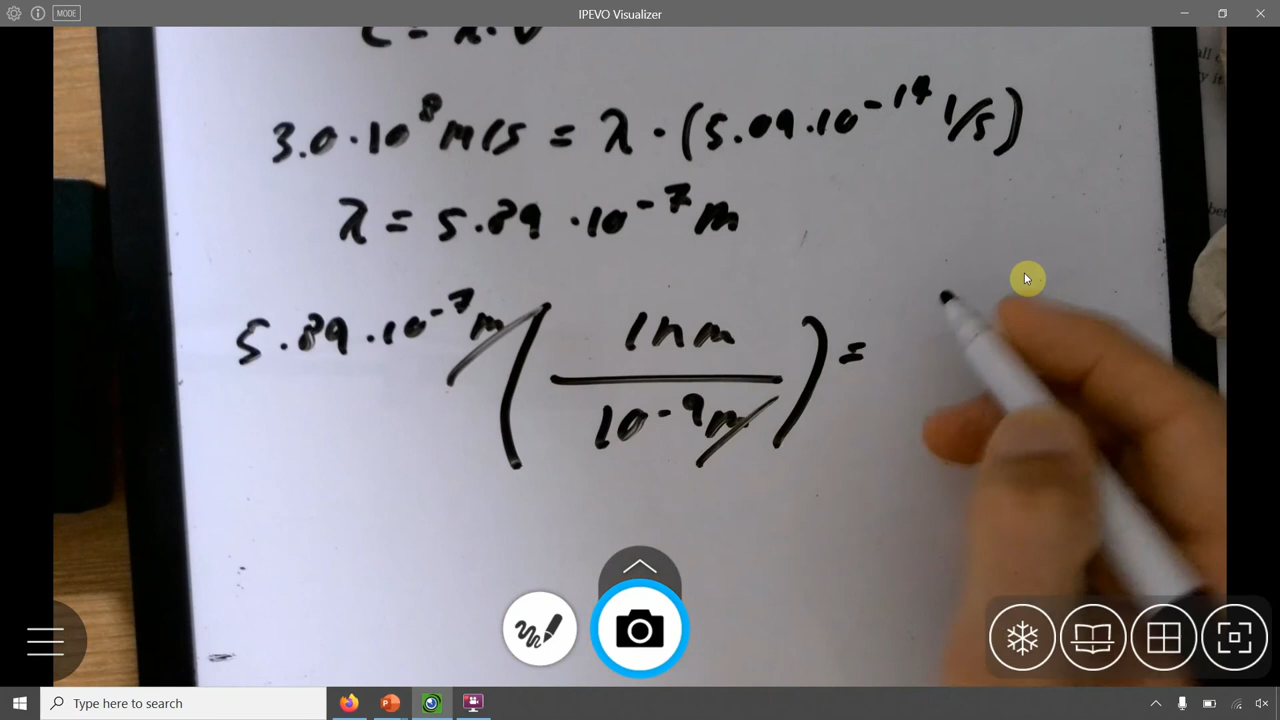 MODE
IPEVO Visualizer
C = λ·υ
3.0·10⁸ m/s = λ·(5.09·10⁻¹⁴ 1/s)
λ = 5.89·10⁻⁷ m
5.89·10⁻⁷ m (1nm / 10⁻⁹ m) =
Type here to search